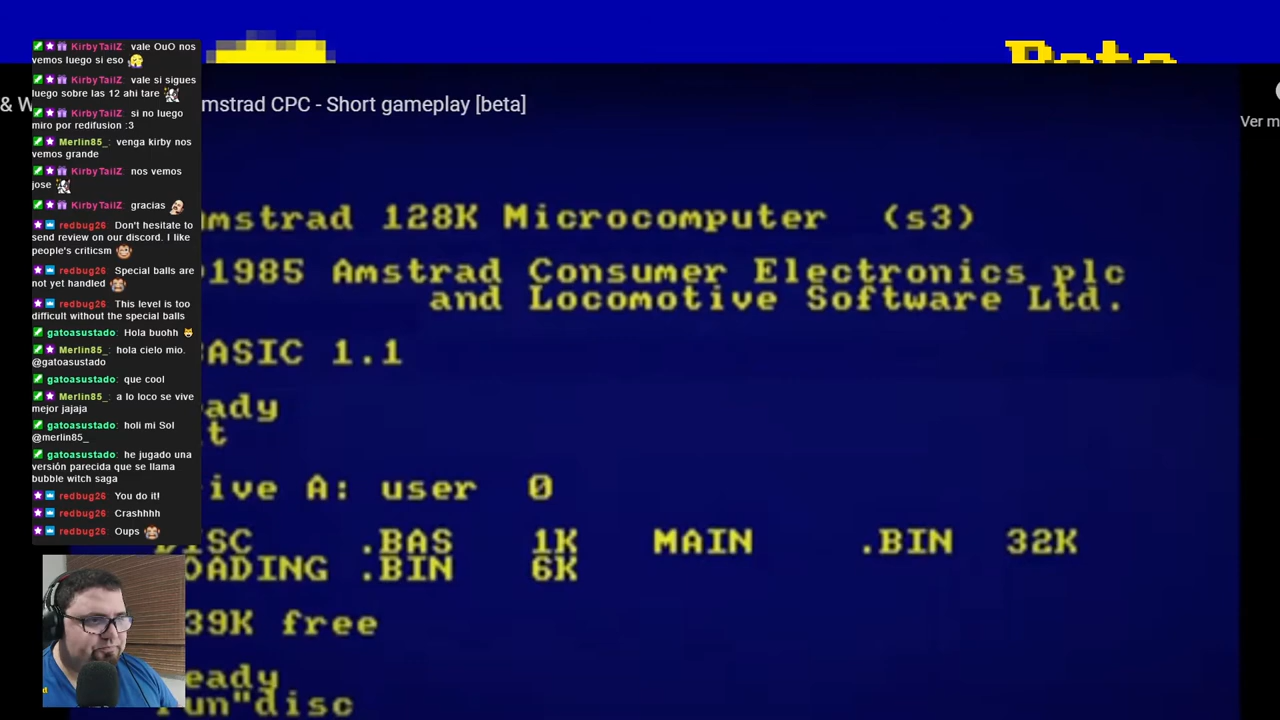 KirbyTailZ: vale OuO nos
vemos luego si eso
KirbyTailZ: vale si sigues
luego sobre las 12 ahi tare
KirbyTailZ: si no luego
miro por redifusion :3
Merlin85_: venga kirby nos
vemos grande
KirbyTailZ: nos vemos
jose
KirbyTailZ: gracias
redbug26: Don't hesitate to
send review on our discord. I like
people's criticsm
redbug26: Special balls are
not yet handled
redbug26: This level is too
difficult without the special balls
gatoasustado: Hola buohh
Merlin85_: hola cielo mio.
@gatoasustado
gatoasustado: que cool
Merlin85_: a lo loco se vive
mejor jajaja
gatoasustado: holi mi Sol
@merlin85_
gatoasustado: he jugado una
versión parecida que se llama
bubble witch saga
redbug26: You do it!
redbug26: Crashhhh
redbug26: Oups
& W
mstrad CPC - Short gameplay [beta]
Ver m
mstrad 128K Microcomputer (s3)
1985 Amstrad Consumer Electronics plc
and Locomotive Software Ltd.
BASIC 1.1
ady
t
ive A: user 0
DISC .BAS 1K MAIN .BIN 32K
OADING .BIN 6K
39K free
eady
run"disc